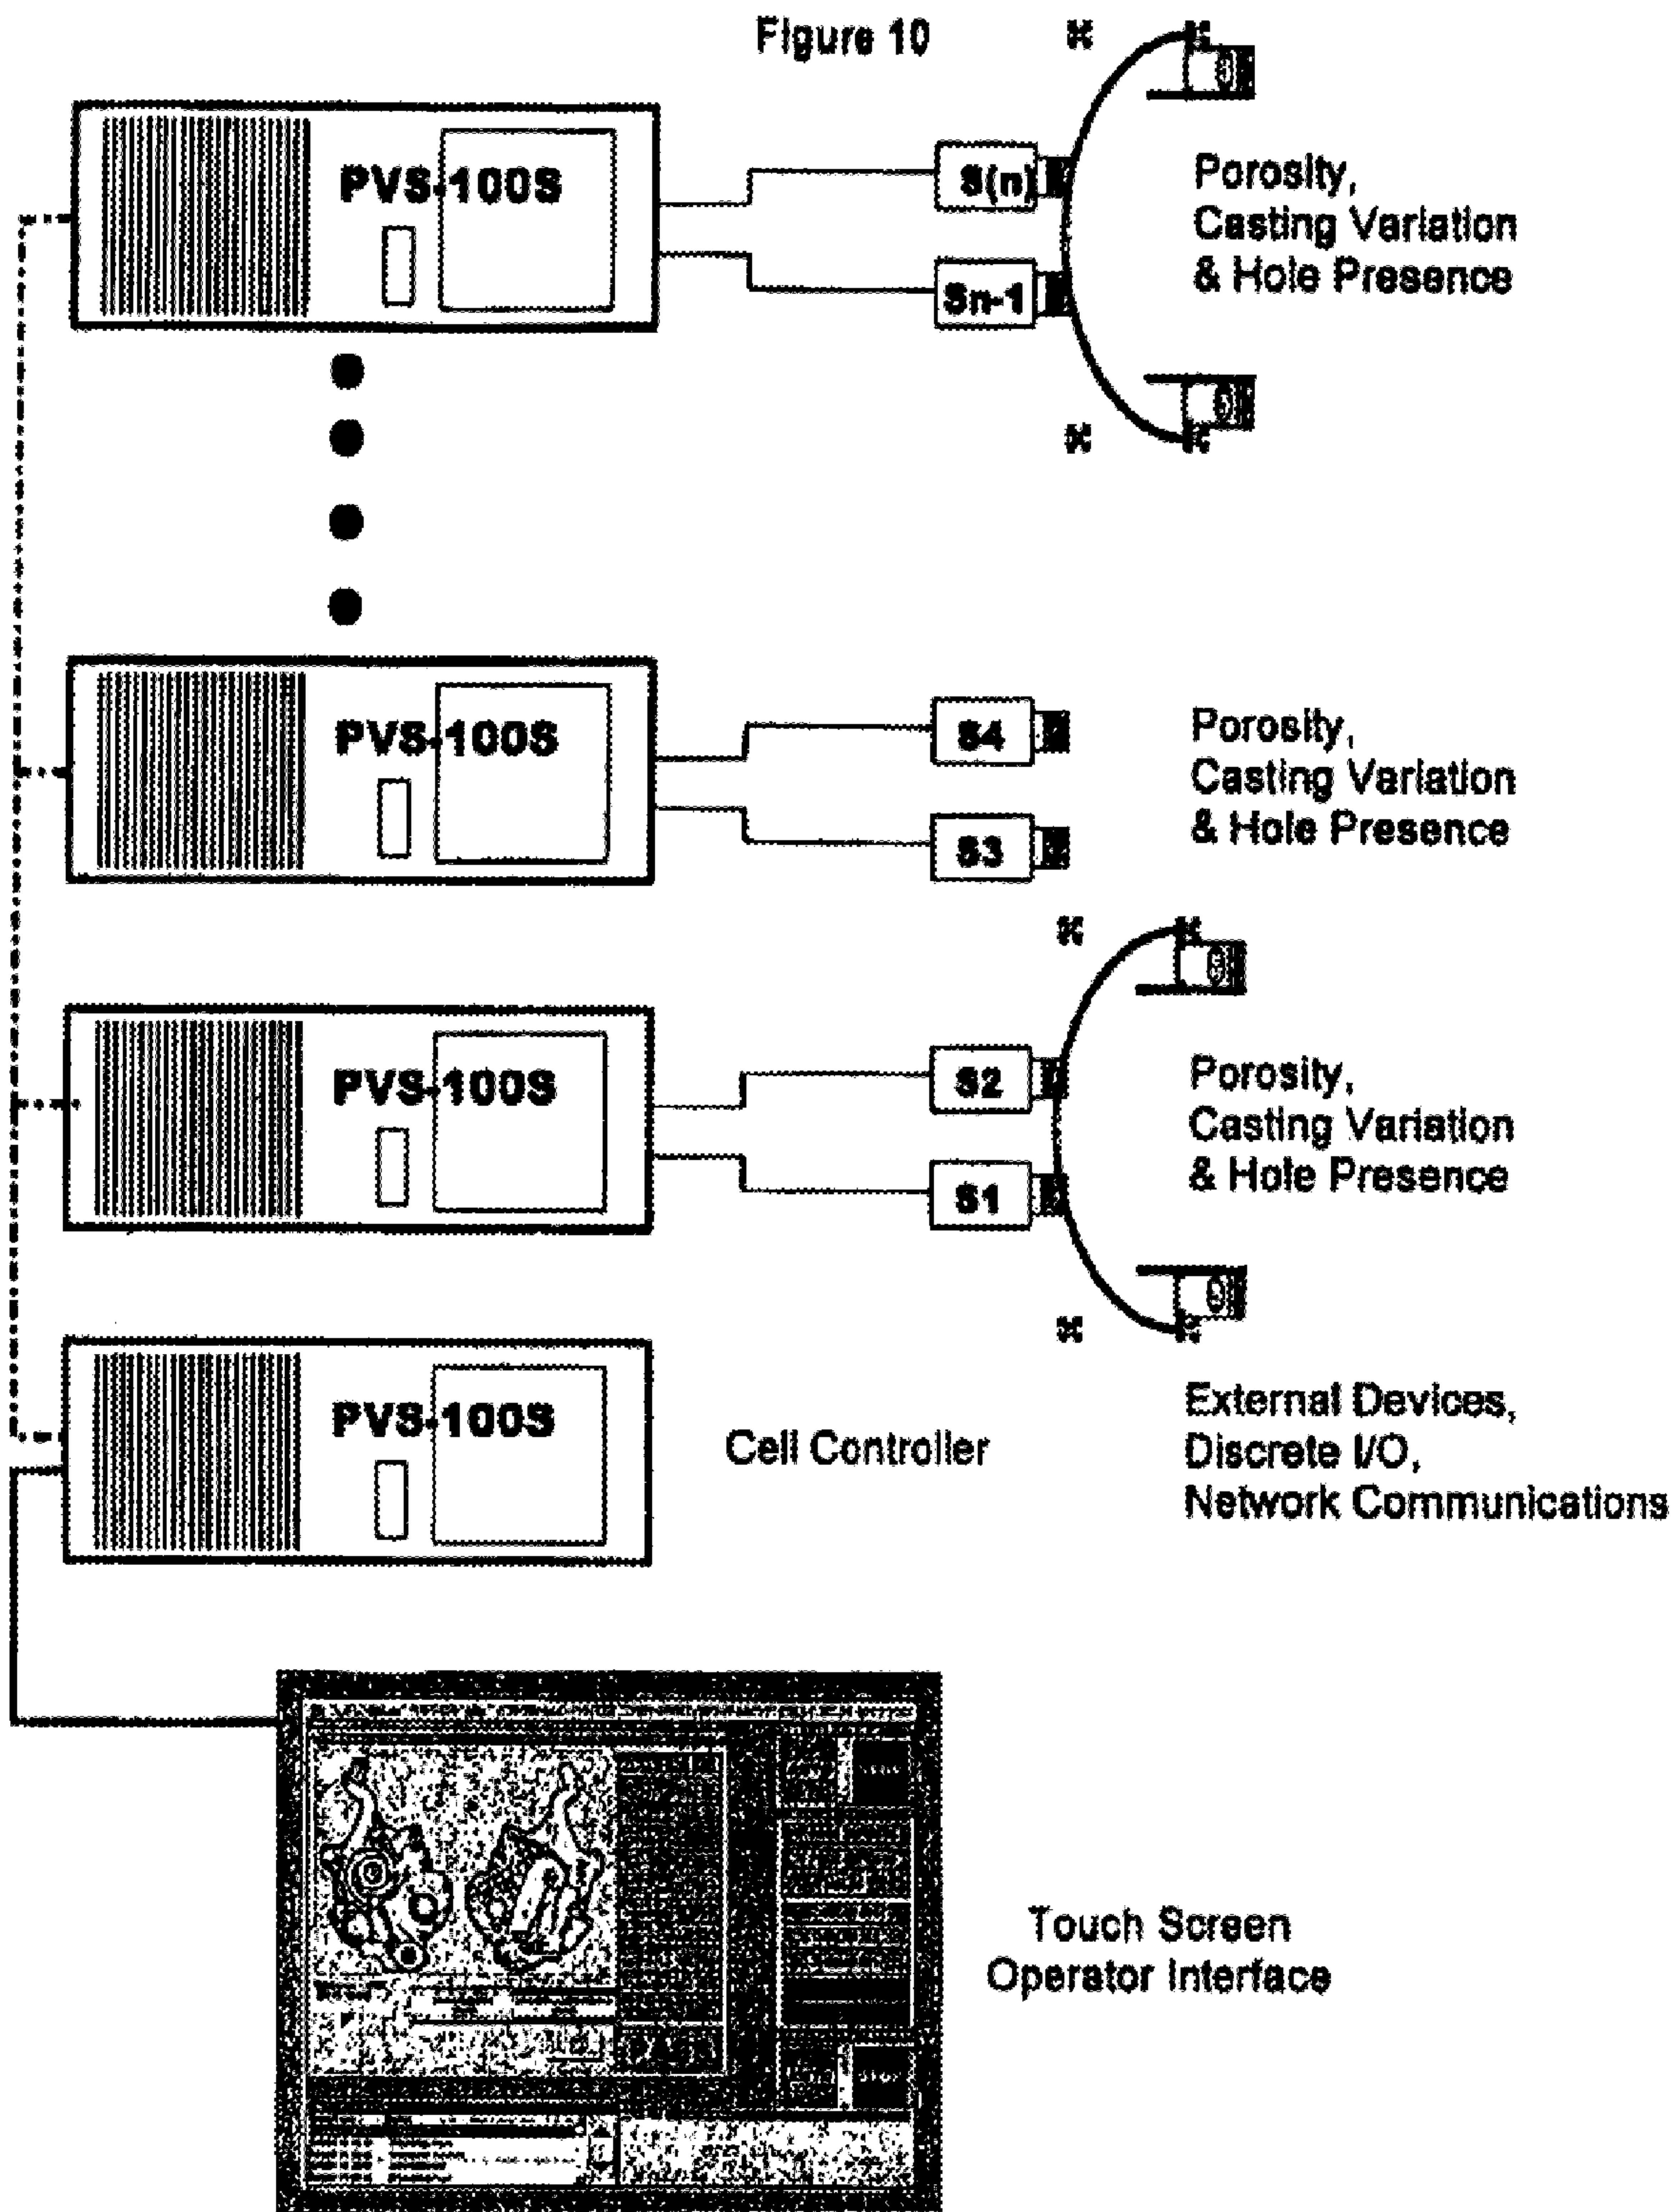 Figure 10
PVS-100S
S(n)
Sn-1
Porosity,
Casting Variation
& Hole Presence
PVS-100S
S4
S3
Porosity,
Casting Variation
& Hole Presence
PVS-100S
S2
S1
Porosity,
Casting Variation
& Hole Presence
PVS-100S
Cell Controller
External Devices,
Discrete I/O,
Network Communications
PASS
Touch Screen
Operator Interface